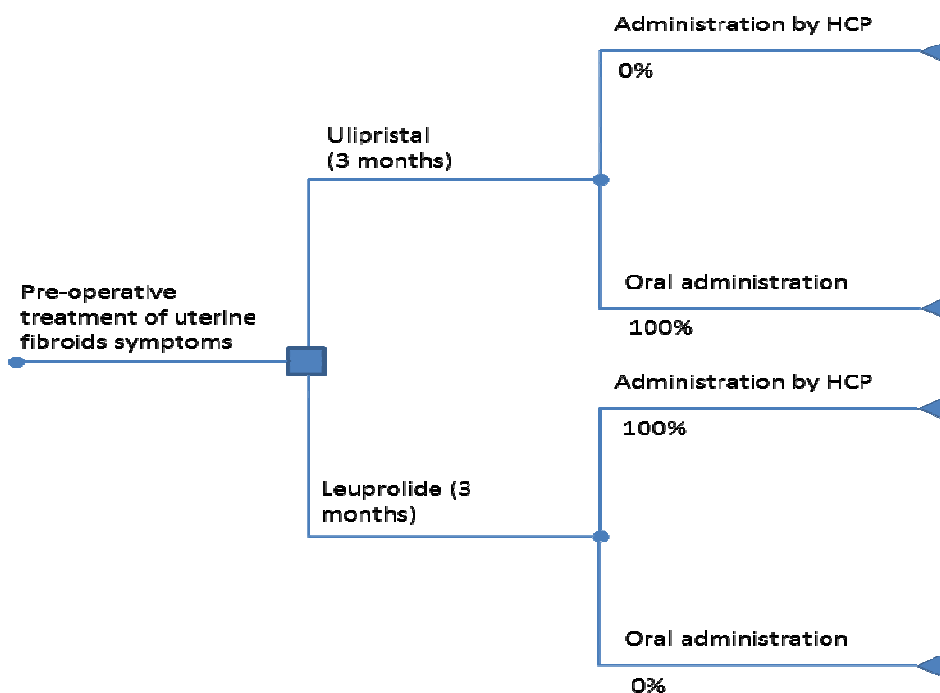 Administration by HCP
0%
Ulipristal
(3 months)
Oral administration
100%
Pre-operative
treatment of uterine
fibroids symptoms
Administration by HCP
100%
Leuprolide (3
months)
Oral administration
0%